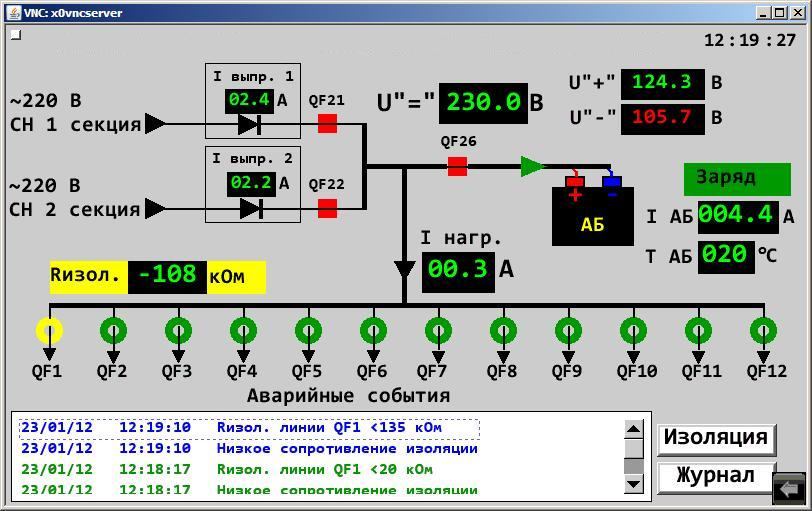 VNC: x0vncserver
12:19:27
I выпр. 1
02.4 А
~220 В
СН 1 секция
QF21
U"="
230.0 В
U"+" 124.3 В
U"-" 105.7 В
QF26
I выпр. 2
02.2 А
~220 В
СН 2 секция
QF22
Заряд
+ -
АБ
I АБ 004.4 А
T АБ 020 °C
I нагр.
00.3 А
Rизол. -108 кОм
QF1 QF2 QF3 QF4 QF5 QF6 QF7 QF8 QF9 QF10 QF11 QF12
Аварийные события
23/01/12 12:19:10 Rизол. линии QF1 <135 кОм
23/01/12 12:19:10 Низкое сопротивление изоляции
23/01/12 12:18:17 Rизол. линии QF1 <20 кОм
23/01/12 12:18:17 Низкое сопротивление изоляции
Изоляция
Журнал